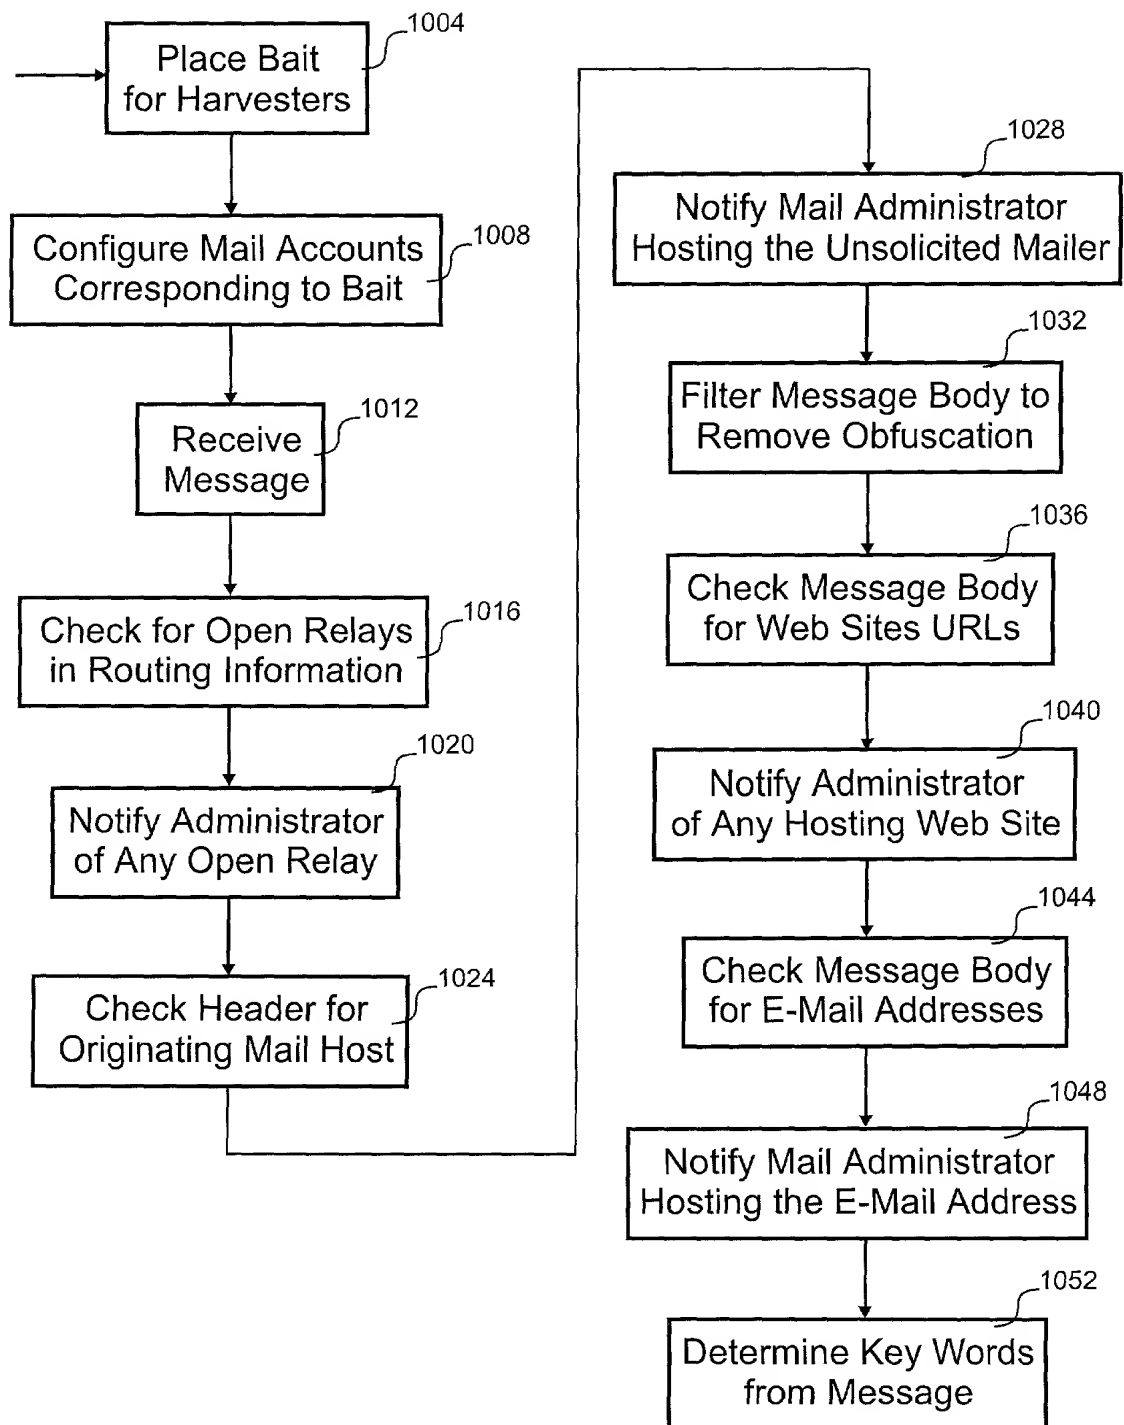 1004
Place Bait
for Harvesters
1008
Configure Mail Accounts
Corresponding to Bait
1012
Receive
Message
1016
Check for Open Relays
in Routing Information
1020
Notify Administrator
of Any Open Relay
1024
Check Header for
Originating Mail Host
1028
Notify Mail Administrator
Hosting the Unsolicited Mailer
1032
Filter Message Body to
Remove Obfuscation
1036
Check Message Body
for Web Sites URLs
1040
Notify Administrator
of Any Hosting Web Site
1044
Check Message Body
for E-Mail Addresses
1048
Notify Mail Administrator
Hosting the E-Mail Address
1052
Determine Key Words
from Message